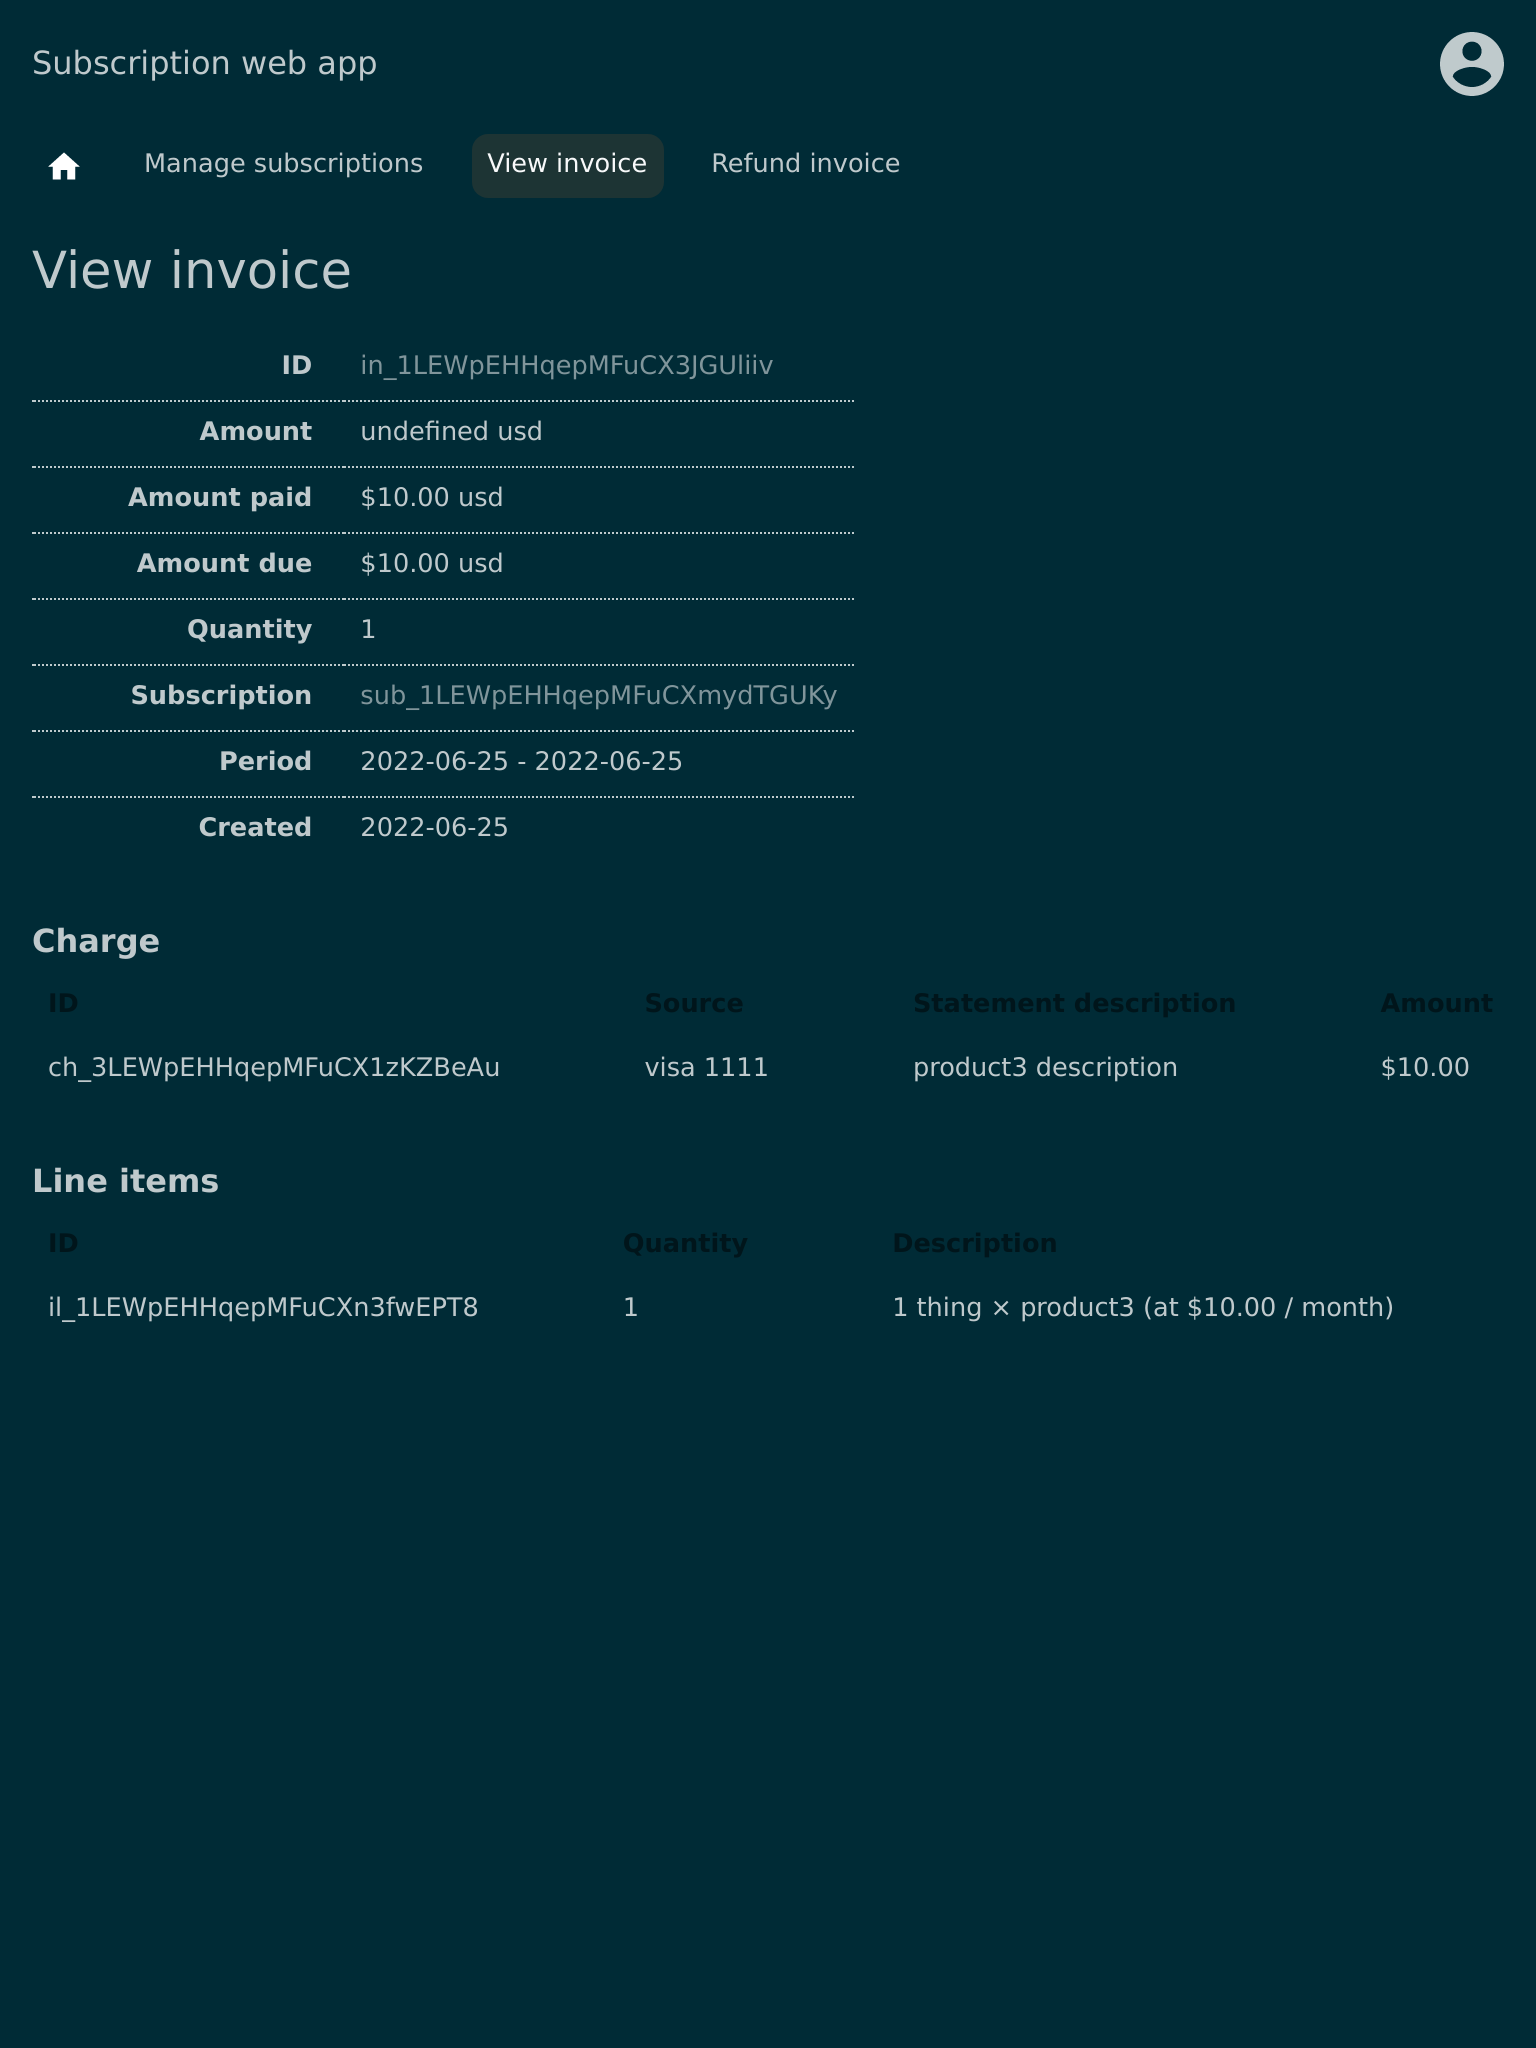 Subscription web app
Manage subscriptions View invoice Refund invoice
View invoice
ID in_1LEWpEHHqepMFuCX3JGUliiv
Amount undefined usd
Amount paid $10.00 usd
Amount due $10.00 usd
Quantity 1
Subscription sub_1LEWpEHHqepMFuCXmydTGUKy
Period 2022-06-25 - 2022-06-25
Created 2022-06-25
Charge
ID Source Statement description Amount
ch_3LEWpEHHqepMFuCX1zKZBeAu visa 1111 product3 description $10.00
Line items
ID Quantity Description
il_1LEWpEHHqepMFuCXn3fwEPT8 1 1 thing × product3 (at $10.00 / month)